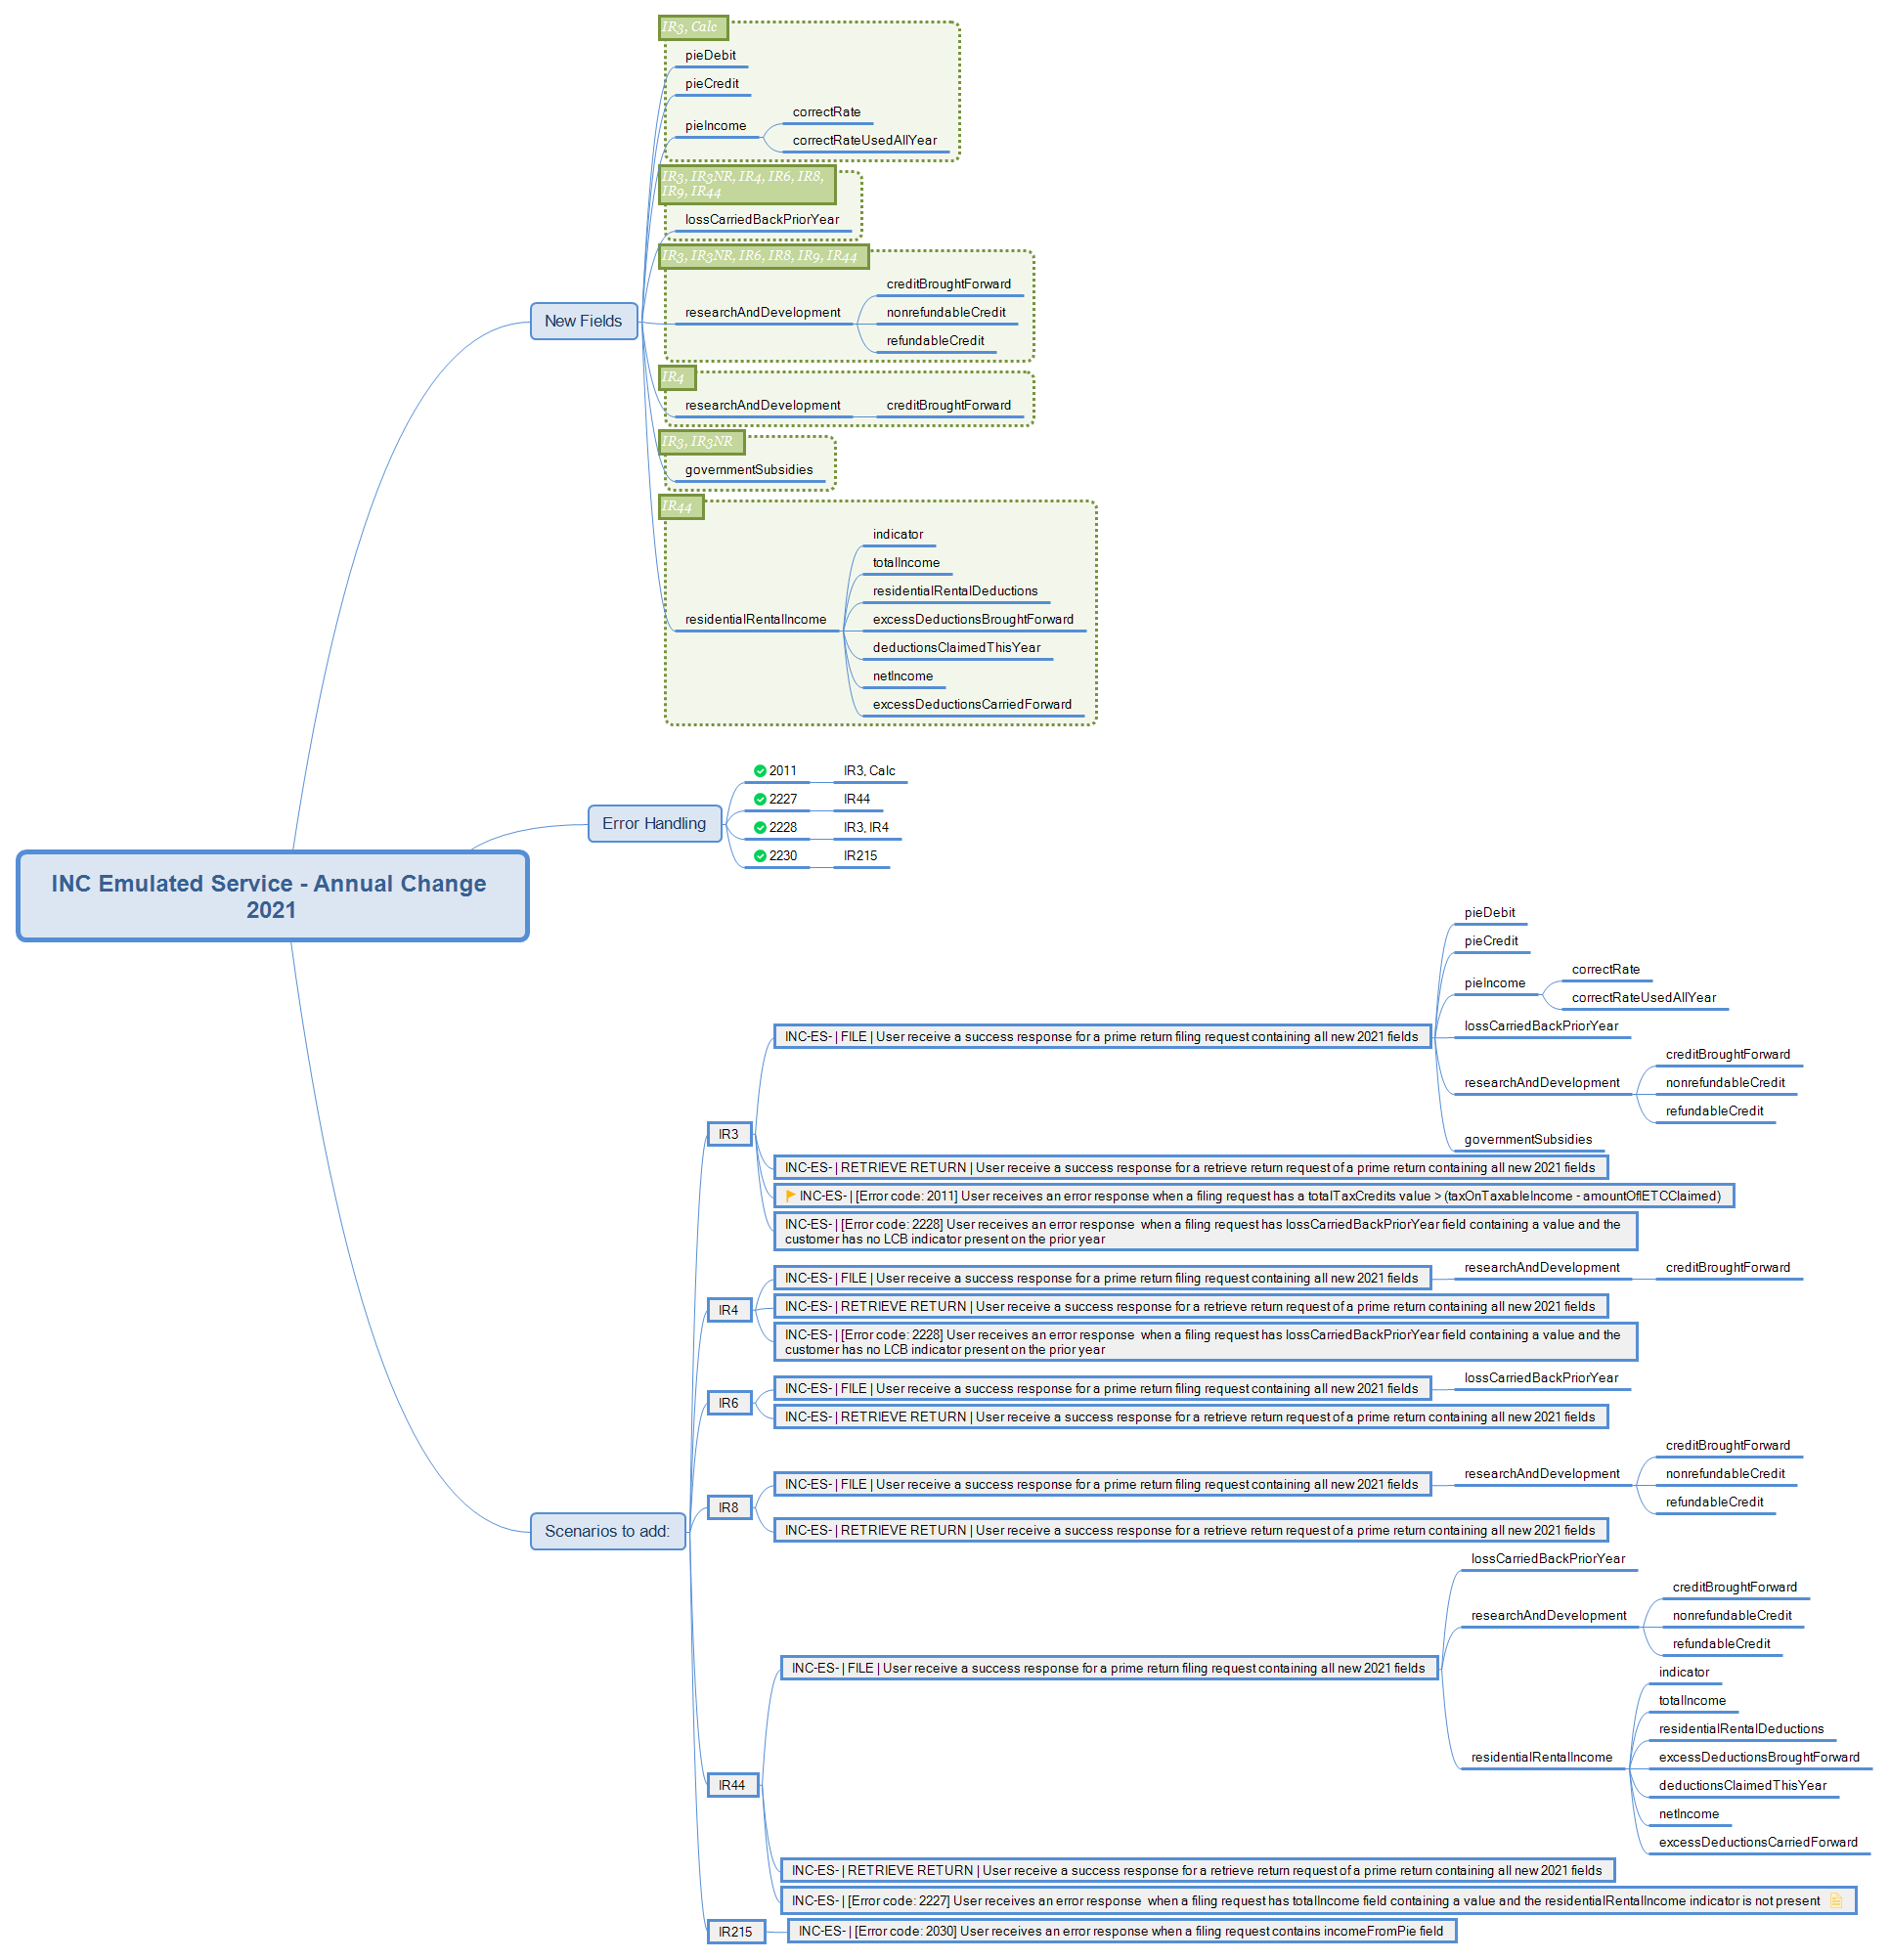 INC Emulated Service - Annual Change
2021
New Fields
IR3, Calc
pieDebit
pieCredit
pieIncome
correctRate
correctRateUsedAllYear
IR3, IR3NR, IR4, IR6, IR8,
IR9, IR44
lossCarriedBackPriorYear
IR3, IR3NR, IR6, IR8, IR9, IR44
researchAndDevelopment
creditBroughtForward
nonrefundableCredit
refundableCredit
IR4
researchAndDevelopment
creditBroughtForward
IR3, IR3NR
governmentSubsidies
IR44
residentialRentalIncome
indicator
totalIncome
residentialRentalDeductions
excessDeductionsBroughtForward
deductionsClaimedThisYear
netIncome
excessDeductionsCarriedForward
Error Handling
2011
IR3, Calc
2227
IR44
2228
IR3, IR4
2230
IR215
Scenarios to add:
IR3
INC-ES- | FILE | User receive a success response for a prime return filing request containing all new 2021 fields
pieDebit
pieCredit
pieIncome
correctRate
correctRateUsedAllYear
lossCarriedBackPriorYear
researchAndDevelopment
creditBroughtForward
nonrefundableCredit
refundableCredit
governmentSubsidies
INC-ES- | RETRIEVE RETURN | User receive a success response for a retrieve return request of a prime return containing all new 2021 fields
INC-ES- | [Error code: 2011] User receives an error response when a filing request has a totalTaxCredits value > (taxOnTaxableIncome - amountOfIETCClaimed)
INC-ES- | [Error code: 2228] User receives an error response  when a filing request has lossCarriedBackPriorYear field containing a value and the
customer has no LCB indicator present on the prior year
IR4
INC-ES- | FILE | User receive a success response for a prime return filing request containing all new 2021 fields
researchAndDevelopment
creditBroughtForward
INC-ES- | RETRIEVE RETURN | User receive a success response for a retrieve return request of a prime return containing all new 2021 fields
INC-ES- | [Error code: 2228] User receives an error response  when a filing request has lossCarriedBackPriorYear field containing a value and the
customer has no LCB indicator present on the prior year
IR6
INC-ES- | FILE | User receive a success response for a prime return filing request containing all new 2021 fields
lossCarriedBackPriorYear
INC-ES- | RETRIEVE RETURN | User receive a success response for a retrieve return request of a prime return containing all new 2021 fields
IR8
INC-ES- | FILE | User receive a success response for a prime return filing request containing all new 2021 fields
researchAndDevelopment
creditBroughtForward
nonrefundableCredit
refundableCredit
INC-ES- | RETRIEVE RETURN | User receive a success response for a retrieve return request of a prime return containing all new 2021 fields
IR44
INC-ES- | FILE | User receive a success response for a prime return filing request containing all new 2021 fields
lossCarriedBackPriorYear
researchAndDevelopment
creditBroughtForward
nonrefundableCredit
refundableCredit
residentialRentalIncome
indicator
totalIncome
residentialRentalDeductions
excessDeductionsBroughtForward
deductionsClaimedThisYear
netIncome
excessDeductionsCarriedForward
INC-ES- | RETRIEVE RETURN | User receive a success response for a retrieve return request of a prime return containing all new 2021 fields
INC-ES- | [Error code: 2227] User receives an error response  when a filing request has totalIncome field containing a value and the residentialRentalIncome indicator is not present
IR215
INC-ES- | [Error code: 2030] User receives an error response when a filing request contains incomeFromPie field